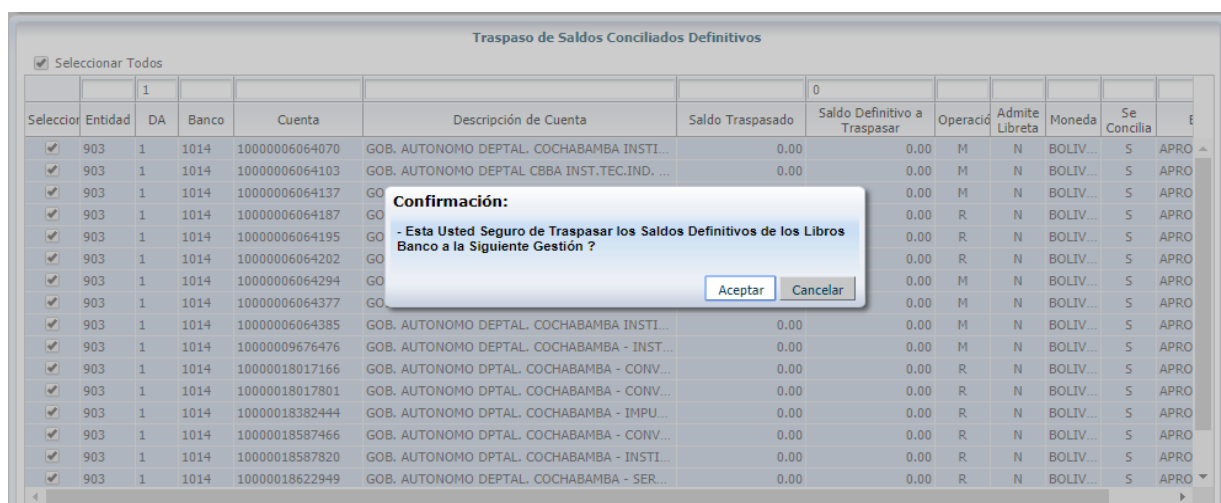 Traspaso de Saldos Conciliados Definitivos
Seleccionar Todos
1 0
Seleccior Entidad DA Banco Cuenta Descripción de Cuenta Saldo Traspasado Saldo Definitivo a Traspasar Operació Admite Libreta Moneda Se Concilia E
903 1 1014 10000006064070 GOB. AUTONOMO DEPTAL. COCHABAMBA INSTI... 0.00 0.00 M N BOLIV... S APRO
903 1 1014 10000006064103 GOB. AUTONOMO DEPTAL CBBA INST.TEC.IND. ... 0.00 0.00 M N BOLIV... S APRO
903 1 1014 10000006064137 GO 0.00 M N BOLIV... S APRO
903 1 1014 10000006064187 GO 0.00 R N BOLIV... S APRO
903 1 1014 10000006064195 GO 0.00 R N BOLIV... S APRO
903 1 1014 10000006064202 GO 0.00 R N BOLIV... S APRO
903 1 1014 10000006064294 GO 0.00 M N BOLIV... S APRO
903 1 1014 10000006064377 GO 0.00 M N BOLIV... S APRO
903 1 1014 10000006064385 GOB. AUTONOMO DEPTAL. COCHABAMBA INSTI... 0.00 0.00 M N BOLIV... S APRO
903 1 1014 10000009676476 GOB. AUTONOMO DEPTAL. COCHABAMBA - INST... 0.00 0.00 M N BOLIV... S APRO
903 1 1014 10000018017166 GOB. AUTONOMO DPTAL. COCHABAMBA - CONV... 0.00 0.00 R N BOLIV... S APRO
903 1 1014 10000018017801 GOB. AUTONOMO DPTAL. COCHABAMBA - CONV... 0.00 0.00 R N BOLIV... S APRO
903 1 1014 10000018382444 GOB. AUTONOMO DPTAL. COCHABAMBA - IMPU... 0.00 0.00 R N BOLIV... S APRO
903 1 1014 10000018587466 GOB. AUTONOMO DPTAL. COCHABAMBA - CONV... 0.00 0.00 R N BOLIV... S APRO
903 1 1014 10000018587820 GOB. AUTONOMO DPTAL. COCHABAMBA - INSTI... 0.00 0.00 R N BOLIV... S APRO
903 1 1014 10000018622949 GOB. AUTONOMO DPTAL. COCHABAMBA - SER... 0.00 0.00 R N BOLIV... S APRO
Confirmación:
- Esta Usted Seguro de Traspasar los Saldos Definitivos de los Libros
Banco a la Siguiente Gestión ?
Aceptar Cancelar